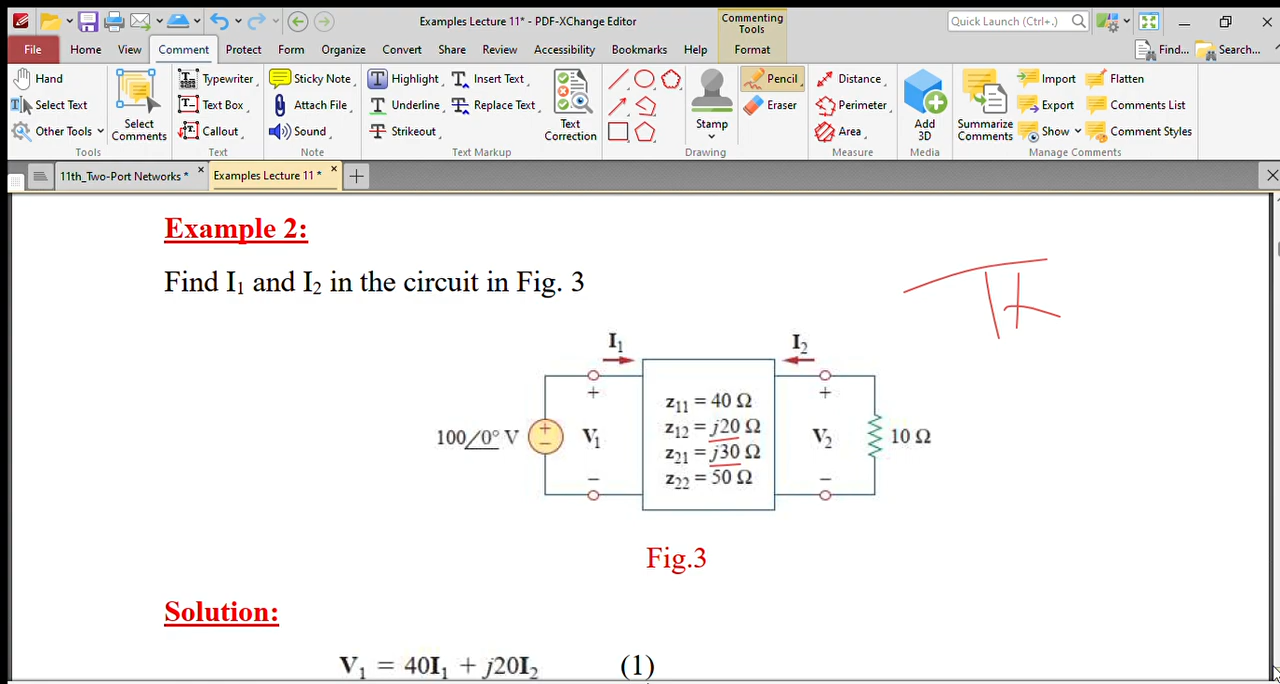 Examples Lecture 11* - PDF-XChange Editor
Commenting Tools
Quick Launch (Ctrl+.)
File Home View Comment Protect Form Organize Convert Share Review Accessibility Bookmarks Help Format
Find...
Search...
Hand
Select Text
Other Tools
Select Comments
Tools
Typewriter
Text Box
Callout
Text
Sticky Note
Attach File
Sound
Note
Highlight
Underline
Strikeout
Insert Text
Replace Text
Text Correction
Text Markup
Stamp
Pencil
Eraser
Drawing
Distance
Perimeter
Area
Measure
Add 3D
Media
Summarize Comments
Import
Export
Show
Flatten
Comments List
Comment Styles
Manage Comments
11th_Two-Port Networks *
Examples Lecture 11 *
Example 2:
Find I₁ and I₂ in the circuit in Fig. 3
I₁
I₂
100∠0° V
+
−
+
V₁
−
z₁₁ = 40 Ω
z₁₂ = j20 Ω
z₂₁ = j30 Ω
z₂₂ = 50 Ω
+
V₂
−
10 Ω
Fig.3
Solution:
V₁ = 40I₁ + j20I₂ (1)